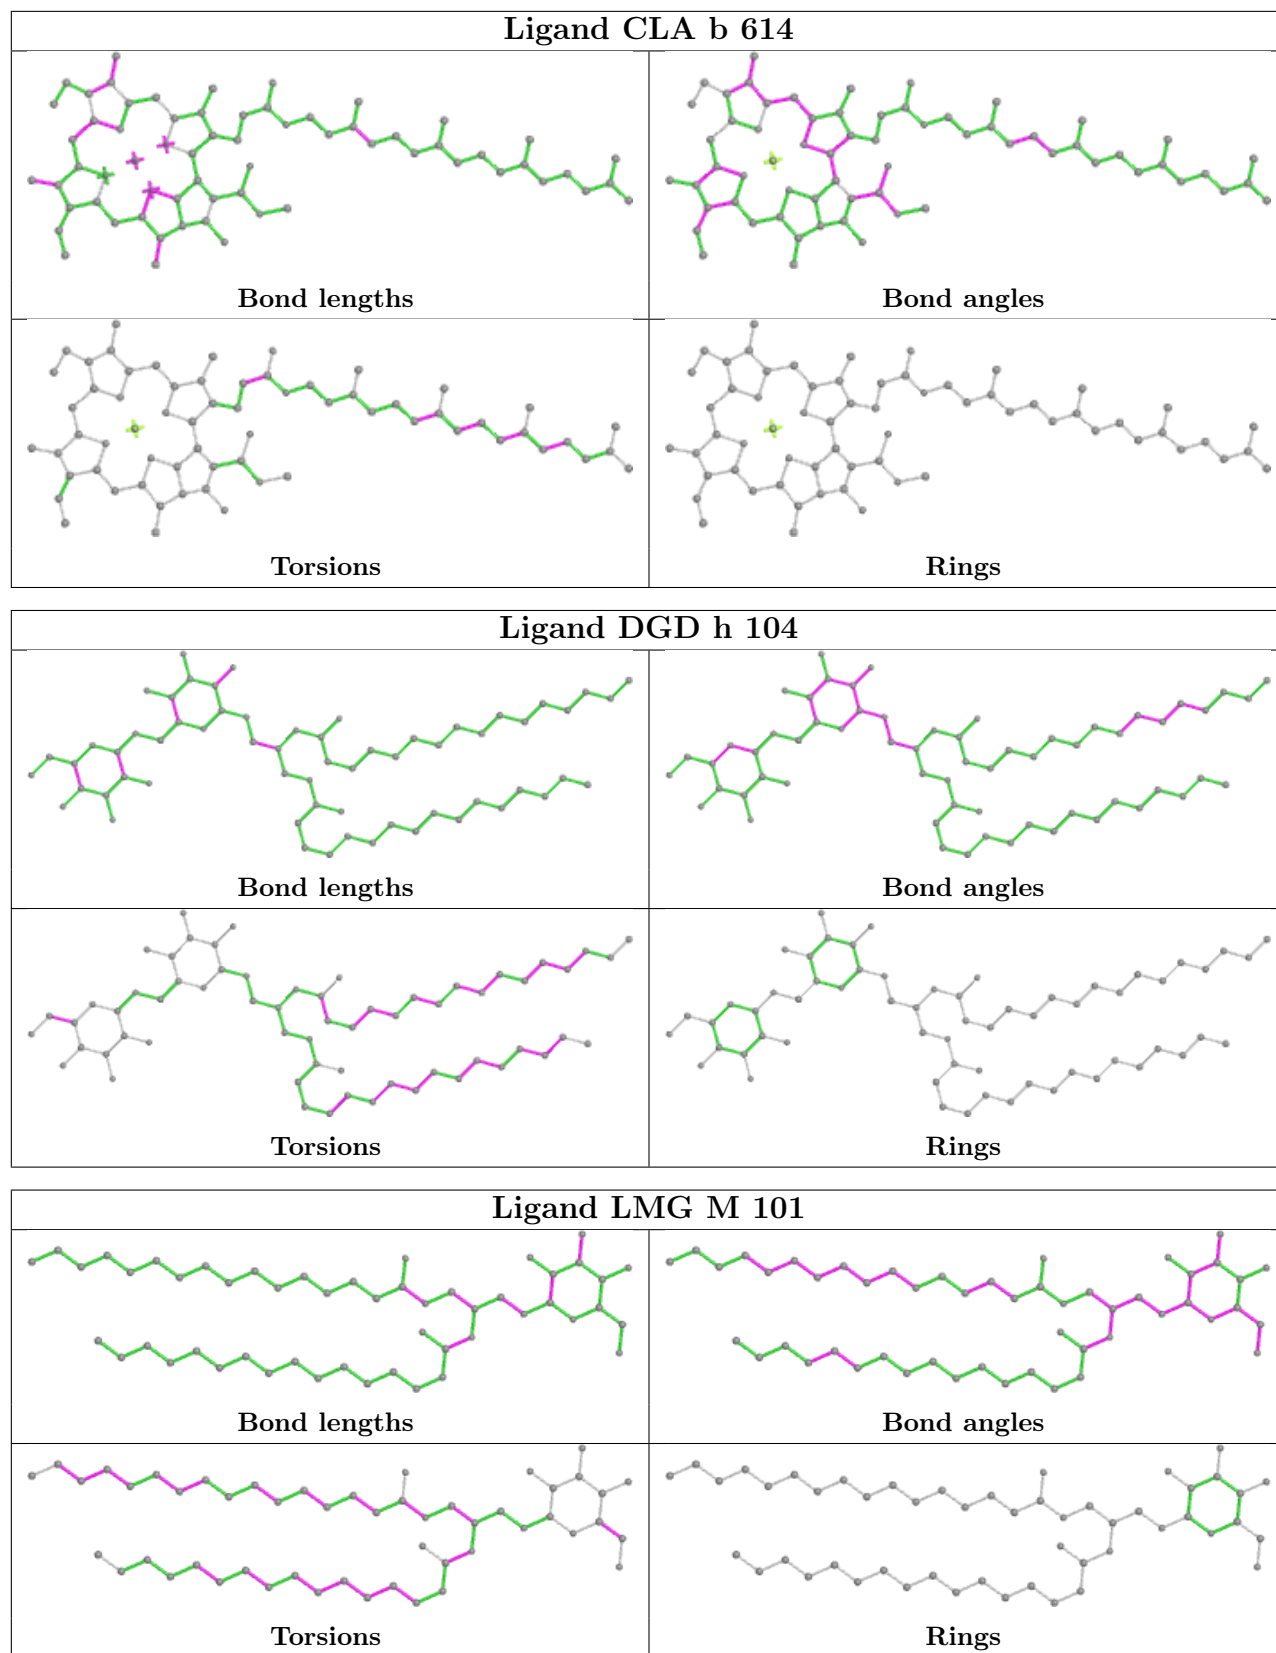 Ligand CLA b 614
Bond lengths
Bond angles
Torsions
Rings
Ligand DGD h 104
Bond lengths
Bond angles
Torsions
Rings
Ligand LMG M 101
Bond lengths
Bond angles
Torsions
Rings